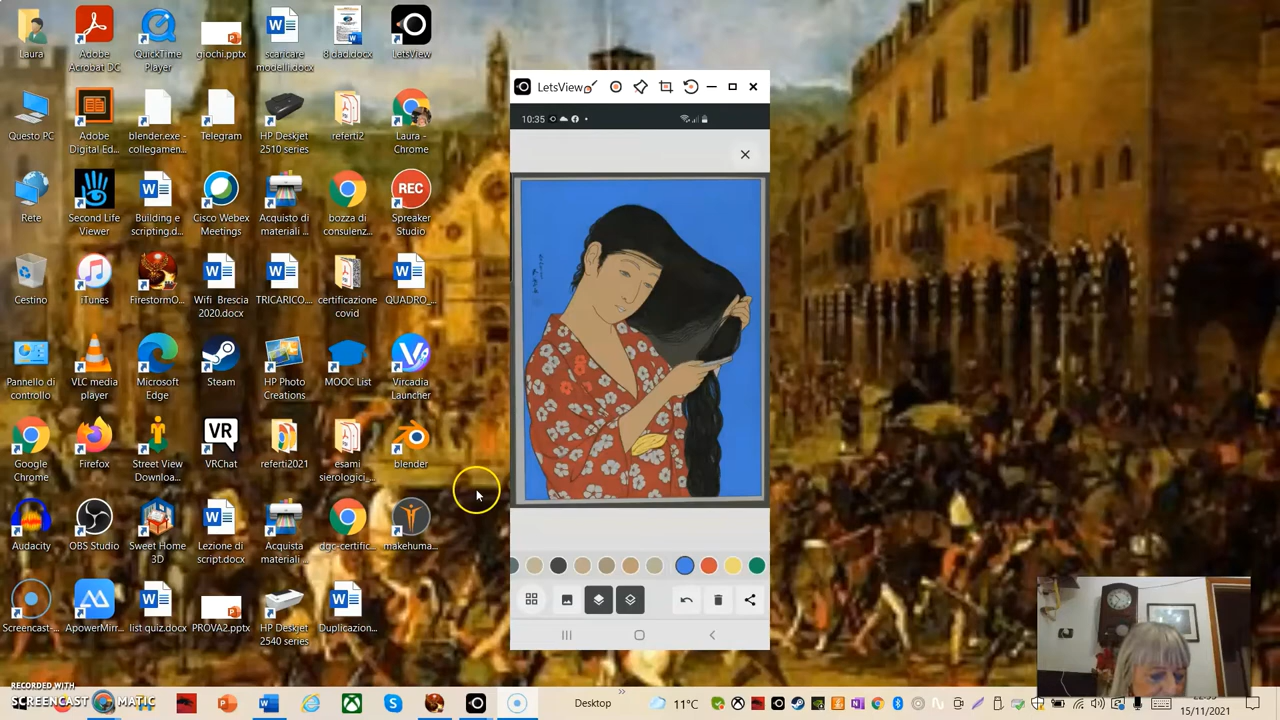 Laura
Adobe
Acrobat DC
QuickTime
Player
giochi.pptx
scaricare
modelli.docx
8.dad.docx
LetsView
Questo PC
Adobe
Digital Ed...
blender.exe -
collegamen...
Telegram
HP Deskjet
2510 series
referti2
Laura -
Chrome
Rete
Second Life
Viewer
Building e
scripting.d...
Cisco Webex
Meetings
Acquisto di
materiali ...
bozza di
consulenz...
REC
Spreaker
Studio
Cestino
iTunes
FirestormO...
Wifi Brescia
2020.docx
TRICARICO....
certificazione
covid
QUADRO_...
Pannello di
controllo
VLC media
player
Microsoft
Edge
Steam
HP Photo
Creations
MOOC List
Vircadia
Launcher
Google
Chrome
Firefox
Street View
Downloa...
VR
VRChat
referti2021
esami
sierologici_...
blender
Audacity
OBS Studio
Sweet Home
3D
Lezione di
script.docx
Acquista
materiali ...
dgc-certific...
makehuma...
Screencast-...
ApowerMirr...
list quiz.docx
PROVA2.pptx
HP Deskjet
2540 series
Duplicazion...
LetsView
10:35
RECORDED WITH
SCREENCAST MATIC
Desktop
11°C
15/11/2021